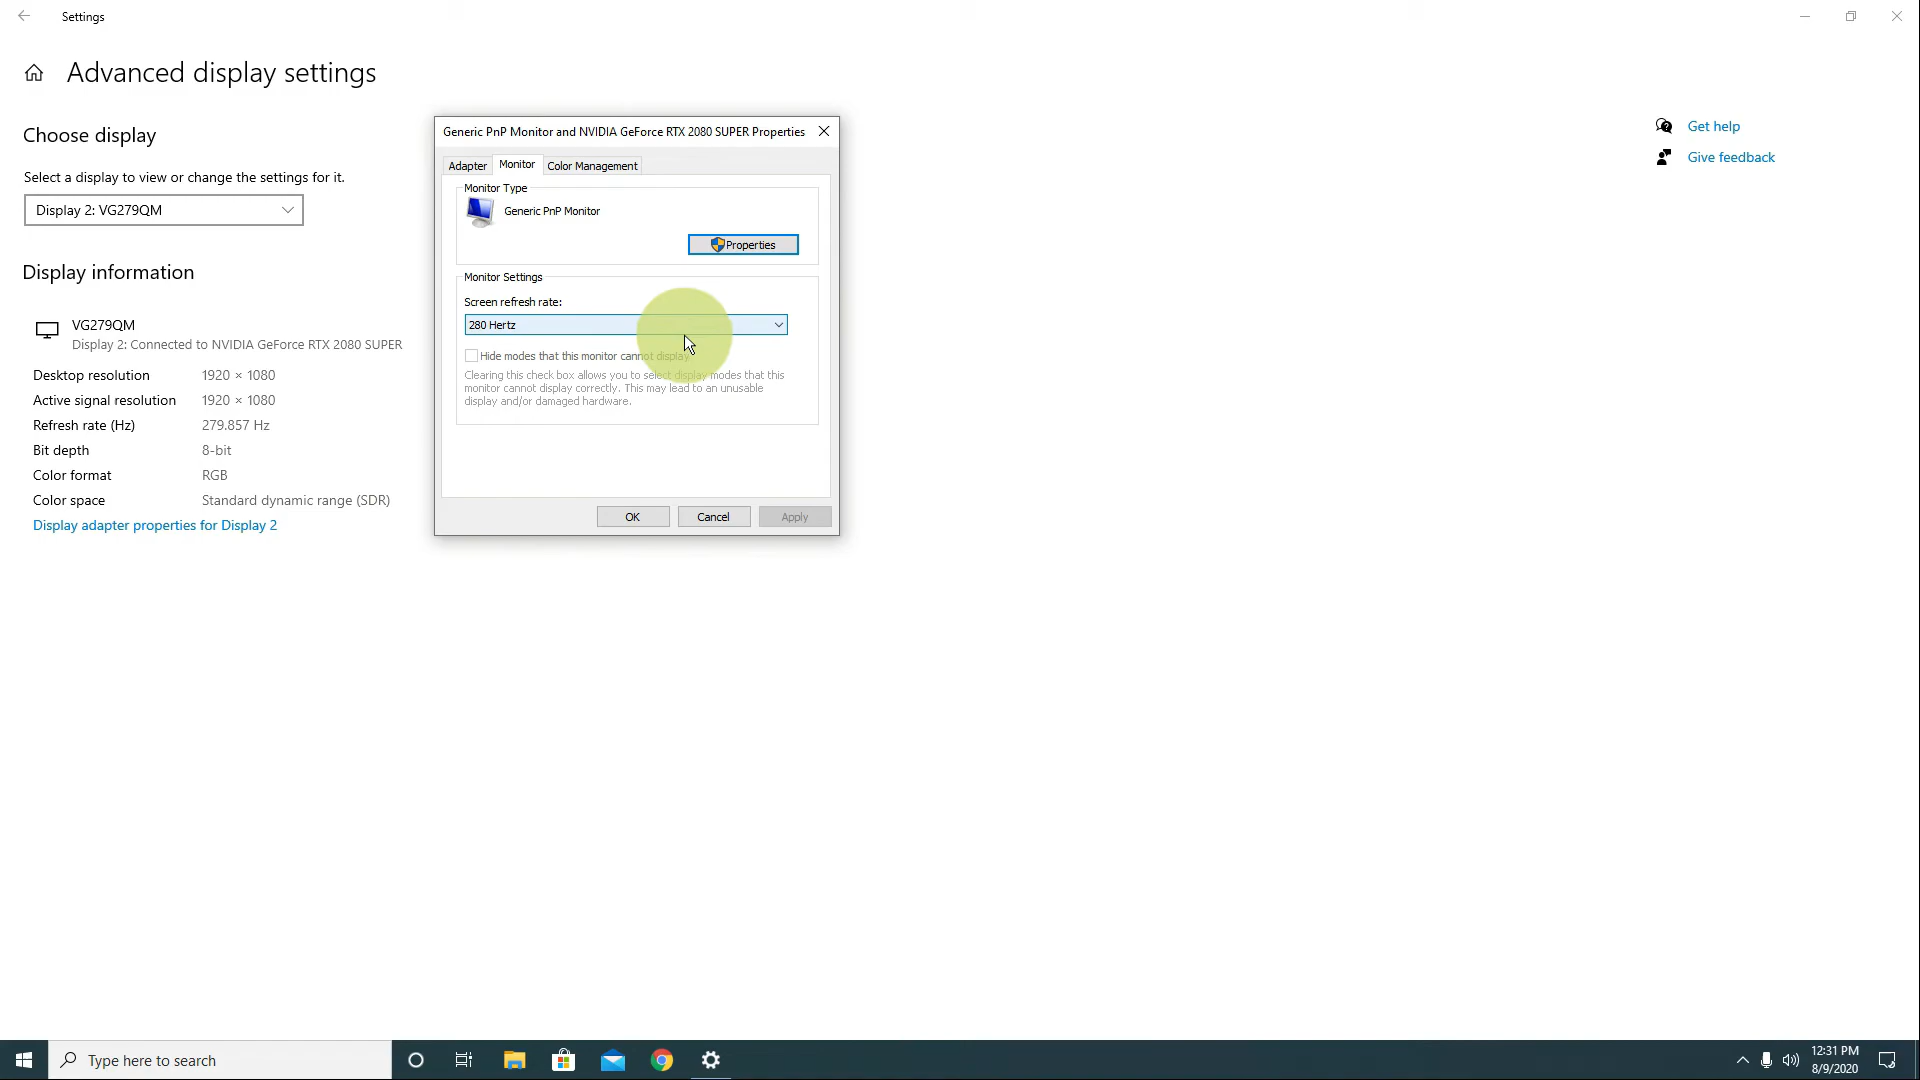 Settings
Advanced display settings
Choose display
Select a display to view or change the settings for it.
Display 2: VG279QM
Display information
VG279QM
Display 2: Connected to NVIDIA GeForce RTX 2080 SUPER
Desktop resolution 1920 × 1080
Active signal resolution 1920 × 1080
Refresh rate (Hz) 279.857 Hz
Bit depth 8-bit
Color format RGB
Color space Standard dynamic range (SDR)
Display adapter properties for Display 2
Generic PnP Monitor and NVIDIA GeForce RTX 2080 SUPER Properties
Adapter Monitor Color Management
Monitor Type
Generic PnP Monitor
Properties
Monitor Settings
Screen refresh rate:
280 Hertz
Hide modes that this monitor cannot display
Clearing this check box allows you to select display modes that this
monitor cannot display correctly. This may lead to an unusable
display and/or damaged hardware.
OK Cancel Apply
Get help
Give feedback
Type here to search
12:31 PM
8/9/2020